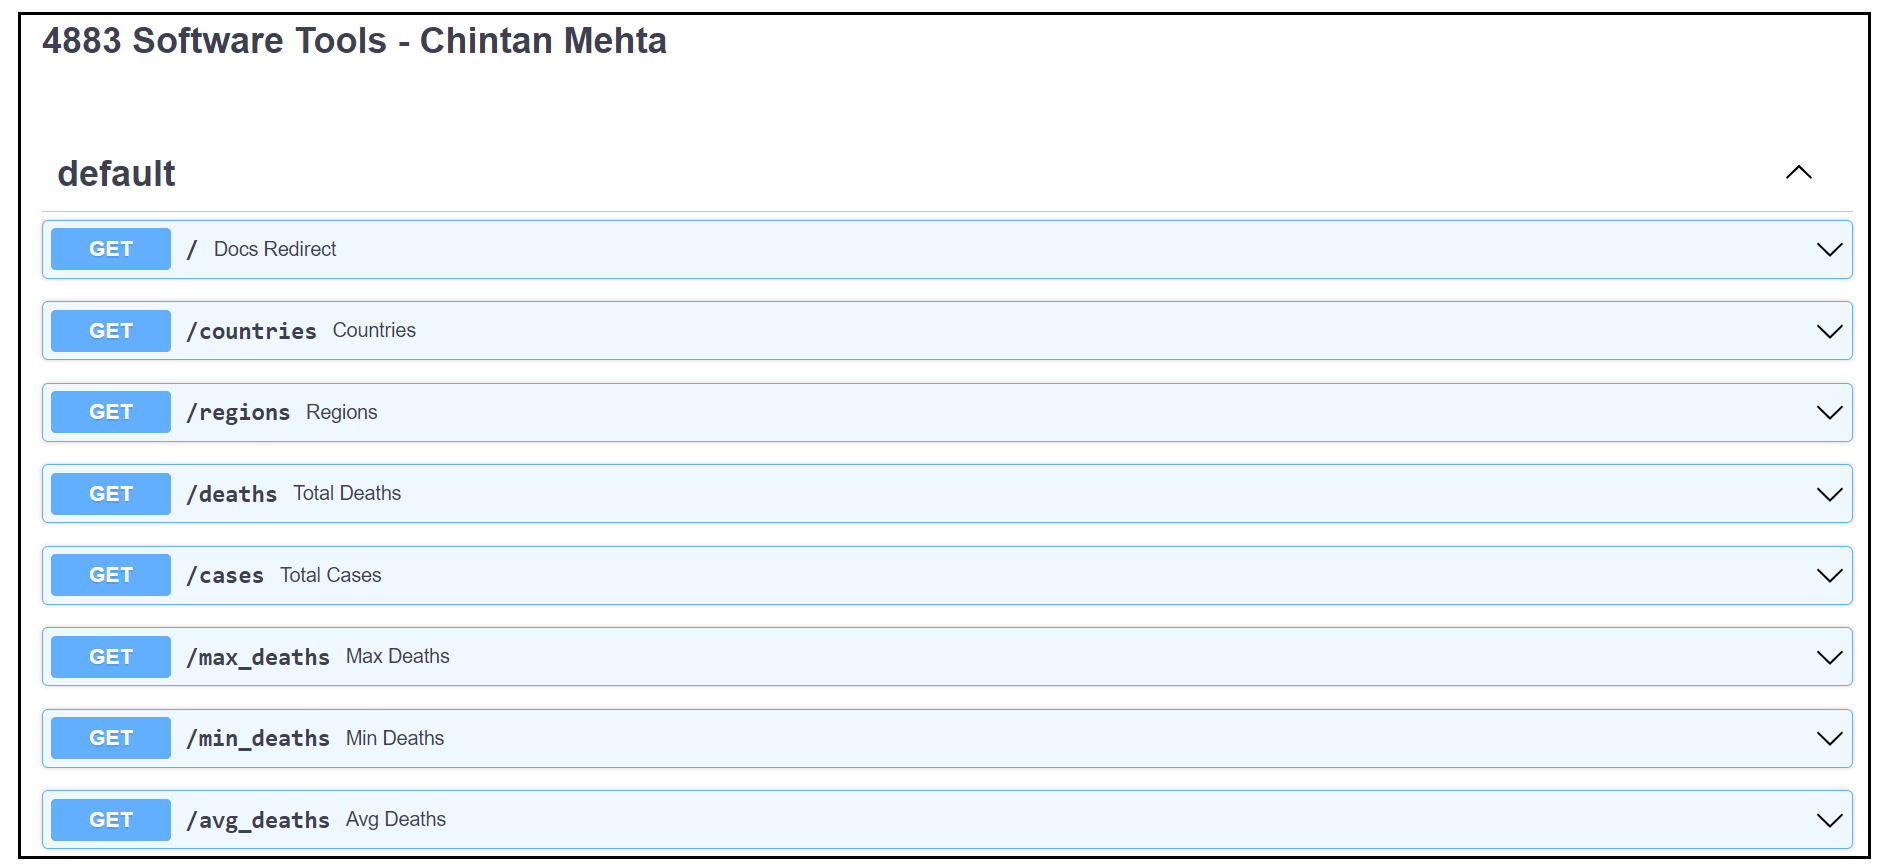 4883 Software Tools - Chintan Mehta
default
GET / Docs Redirect
GET /countries Countries
GET /regions Regions
GET /deaths Total Deaths
GET /cases Total Cases
GET /max_deaths Max Deaths
GET /min_deaths Min Deaths
GET /avg_deaths Avg Deaths